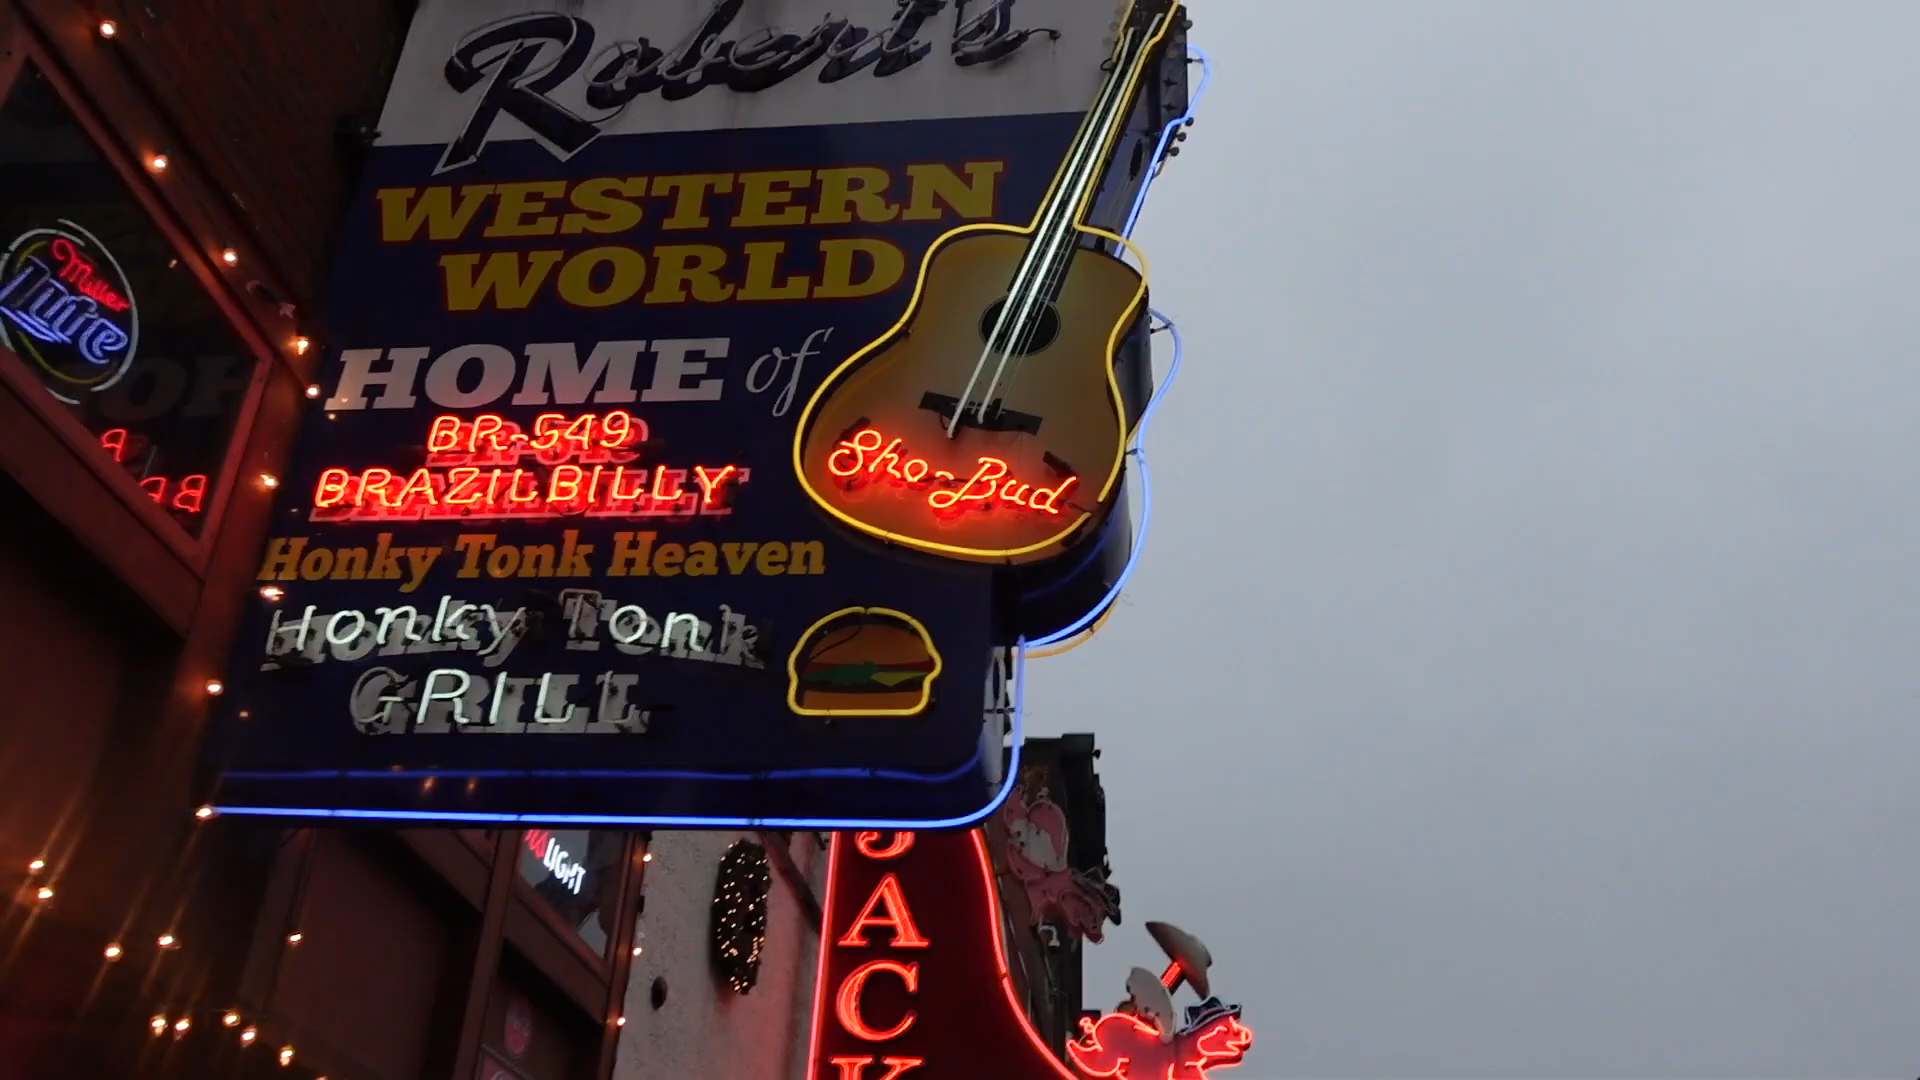 Robert's
WESTERN
WORLD
HOME of
BR-549
BRAZILBILLY
Sho-Bud
Honky Tonk Heaven
Honky Tonk
GRILL
Miller
Lite
LIGHT
JACK